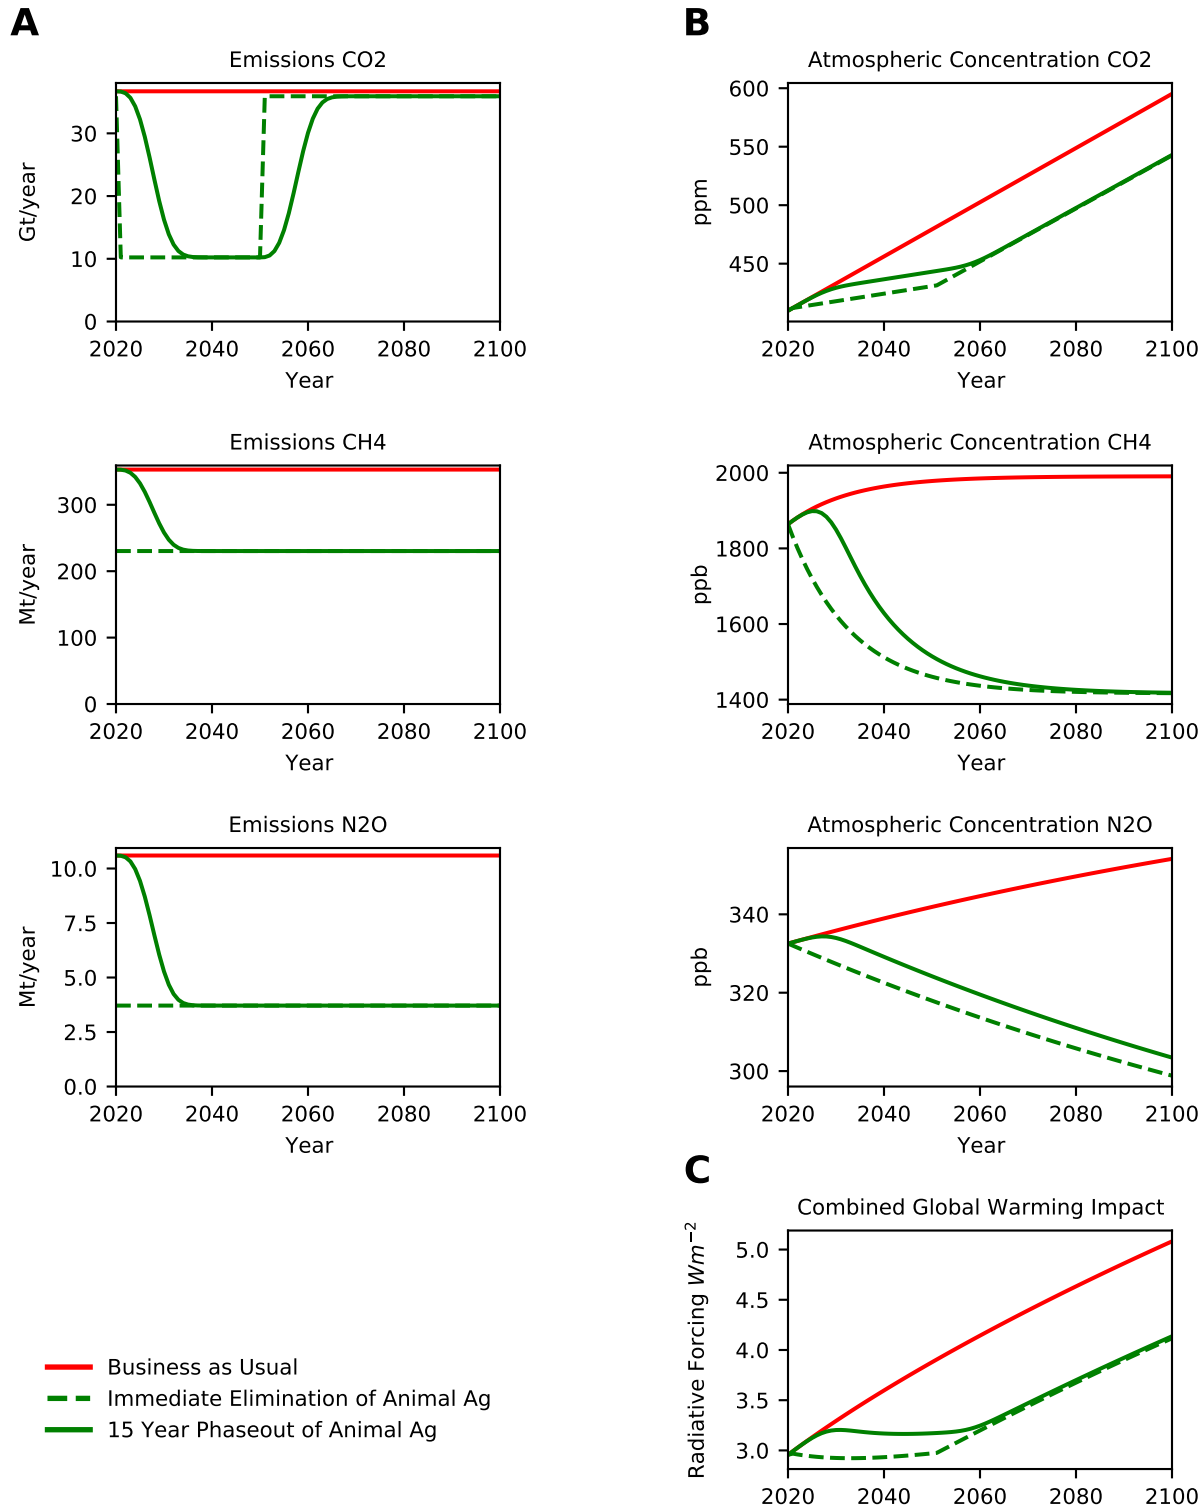 A
Emissions CO2
Gt/year
30
20
10
0
2020 2040 2060 2080 2100
Year
Emissions CH4
Mt/year
300
200
100
0
2020 2040 2060 2080 2100
Year
Emissions N2O
Mt/year
10.0
7.5
5.0
2.5
0.0
2020 2040 2060 2080 2100
Year
B
Atmospheric Concentration CO2
ppm
600
550
500
450
2020 2040 2060 2080 2100
Year
Atmospheric Concentration CH4
ppb
2000
1800
1600
1400
2020 2040 2060 2080 2100
Year
Atmospheric Concentration N2O
ppb
340
320
300
2020 2040 2060 2080 2100
Year
C
Combined Global Warming Impact
Radiative Forcing Wm⁻²
5.0
4.5
4.0
3.5
3.0
2020 2040 2060 2080 2100
Business as Usual
Immediate Elimination of Animal Ag
15 Year Phaseout of Animal Ag